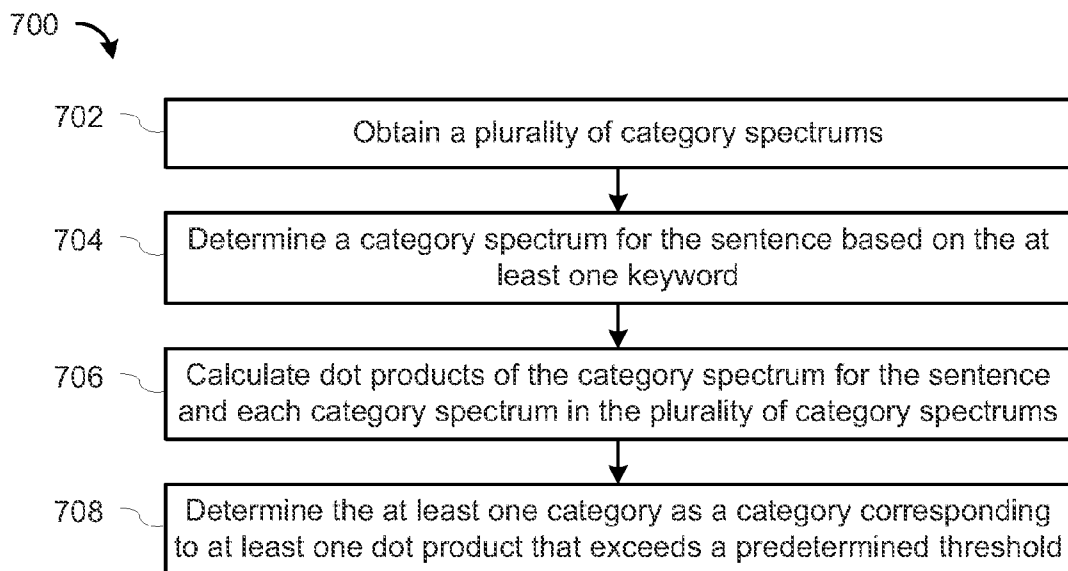 700
702
Obtain a plurality of category spectrums
704
Determine a category spectrum for the sentence based on the at
least one keyword
706
Calculate dot products of the category spectrum for the sentence
and each category spectrum in the plurality of category spectrums
708
Determine the at least one category as a category corresponding
to at least one dot product that exceeds a predetermined threshold